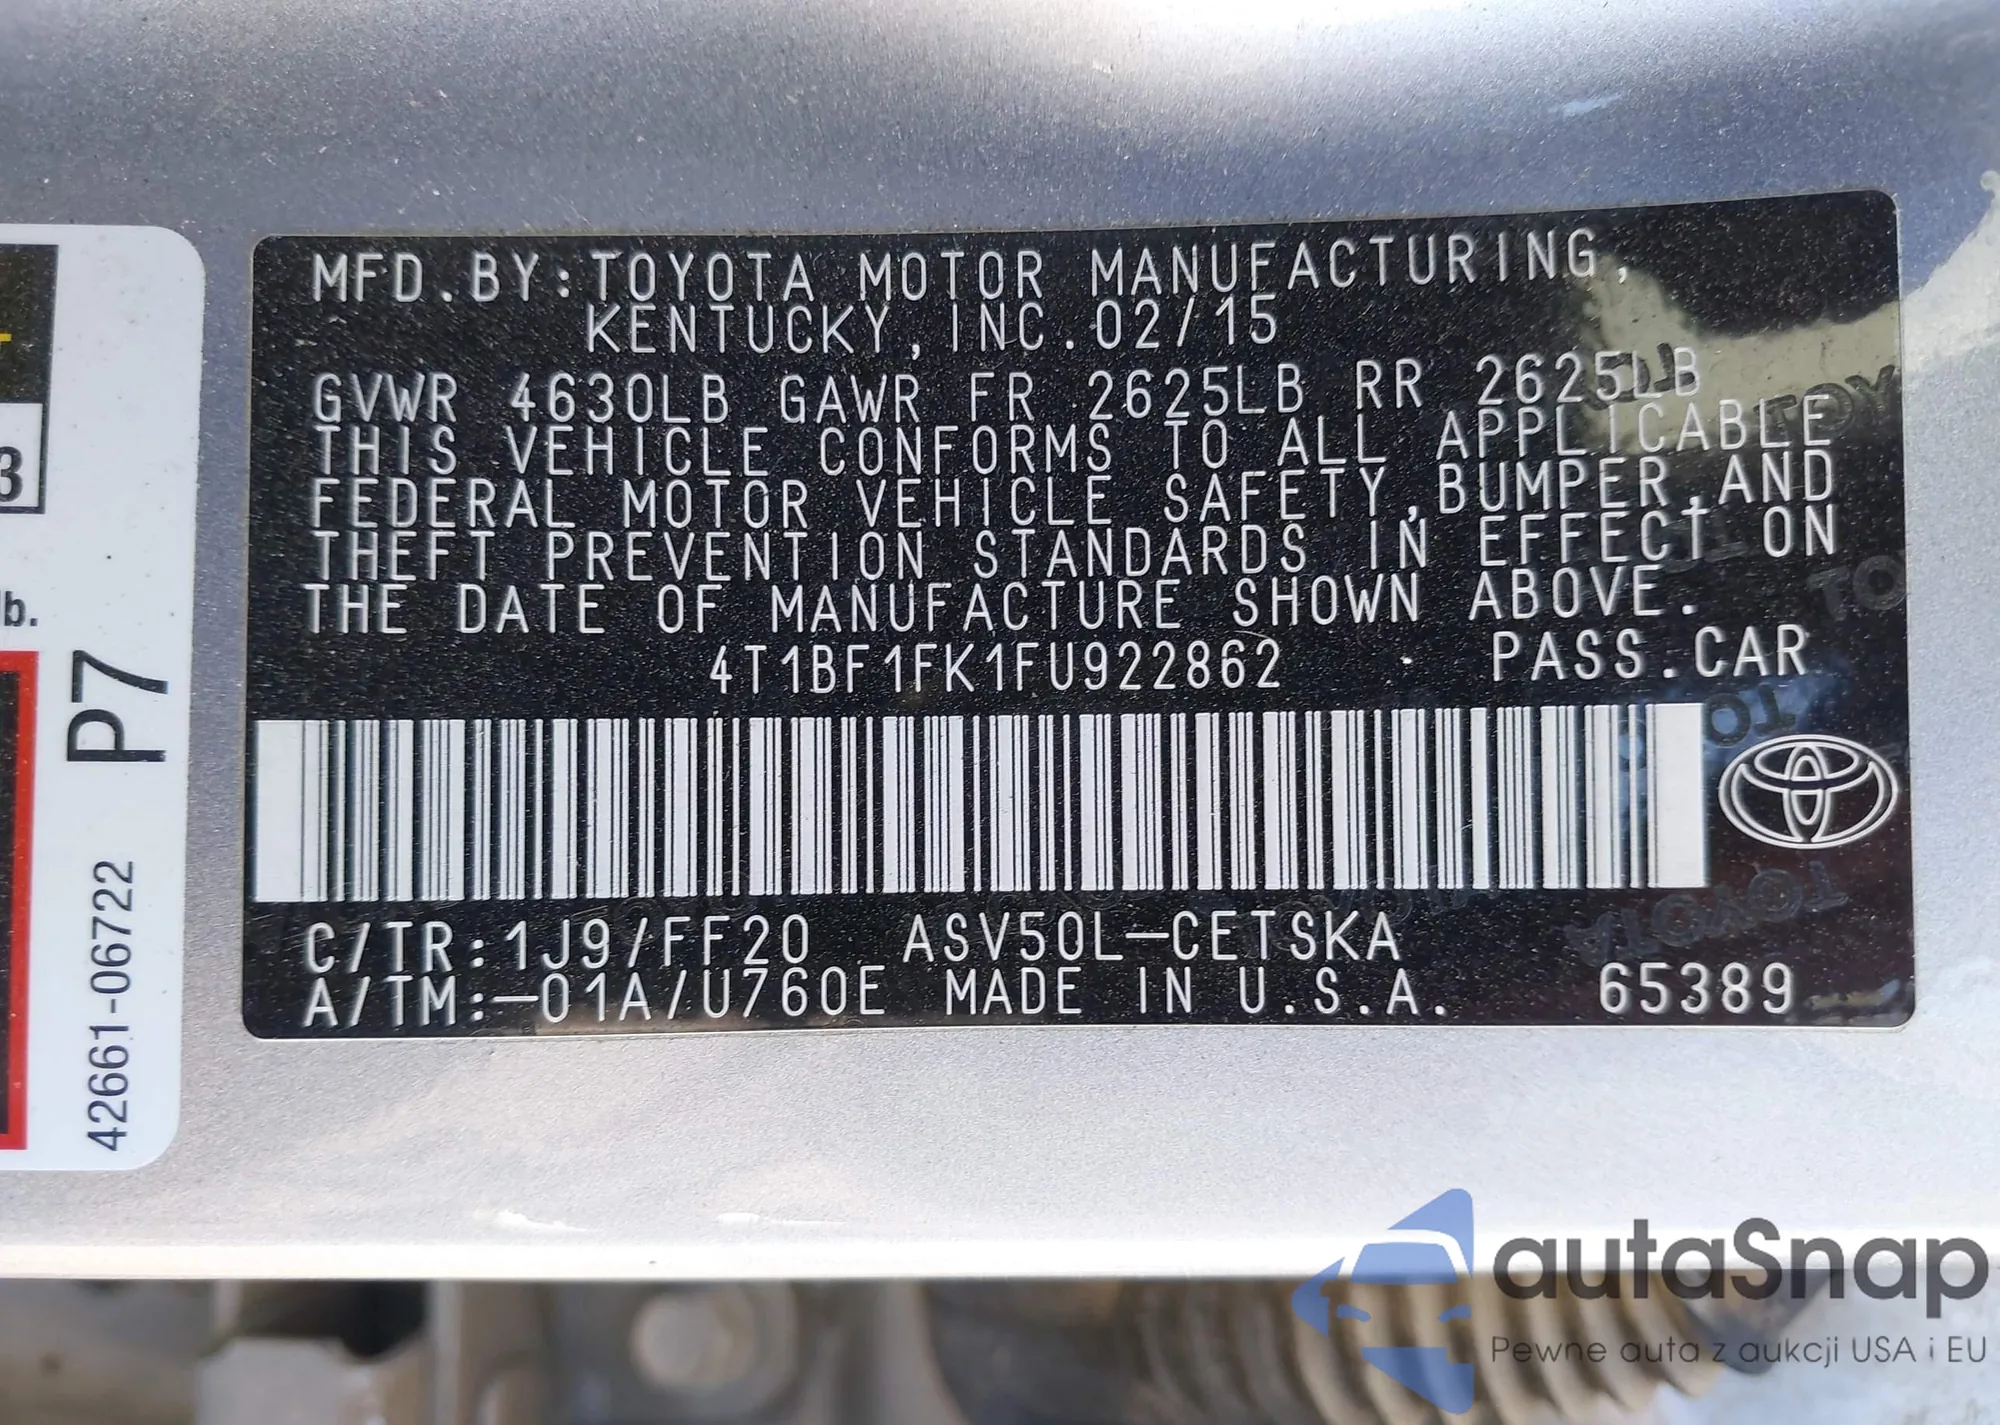 MFD.BY:TOYOTA MOTOR MANUFACTURING,
KENTUCKY,INC.02/15
GVWR 4630LB GAWR FR 2625LB RR 2625LB
THIS VEHICLE CONFORMS TO ALL APPLICABLE
FEDERAL MOTOR VEHICLE SAFETY,BUMPER,AND
THEFT PREVENTION STANDARDS IN EFFECT ON
THE DATE OF MANUFACTURE SHOWN ABOVE.
4T1BF1FK1FU922862 PASS.CAR
C/TR:1J9/FF20 ASV50L-CETSKA
A/TM:-01A/U760E MADE IN U.S.A. 65389
3
lb.
P7
42661-06722
TOYOTA
autaSnap
Pewne auta z aukcji USA i EU